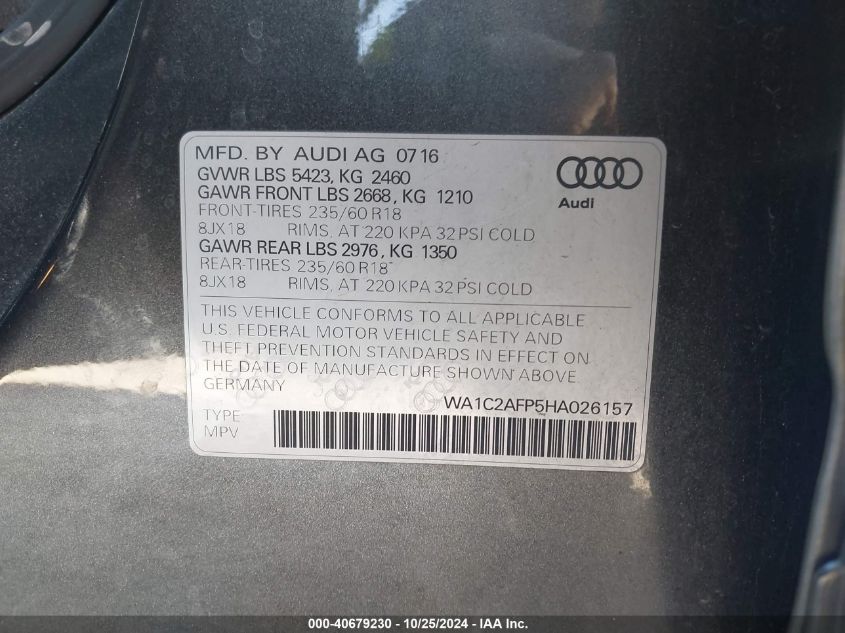 MFD. BY AUDI AG 0716
GVWR LBS 5423, KG 2460
GAWR FRONT LBS 2668, KG 1210
FRONT-TIRES 235/60 R18
8JX18 RIMS, AT 220 KPA 32 PSI COLD
GAWR REAR LBS 2976, KG 1350
REAR-TIRES 235/60 R18
8JX18 RIMS, AT 220 KPA 32 PSI COLD
Audi
THIS VEHICLE CONFORMS TO ALL APPLICABLE
U.S. FEDERAL MOTOR VEHICLE SAFETY AND
THEFT PREVENTION STANDARDS IN EFFECT ON
THE DATE OF MANUFACTURE SHOWN ABOVE
GERMANY
WA1C2AFP5HA026157
TYPE:
MPV
000-40679230 - 10/25/2024 - IAA Inc.